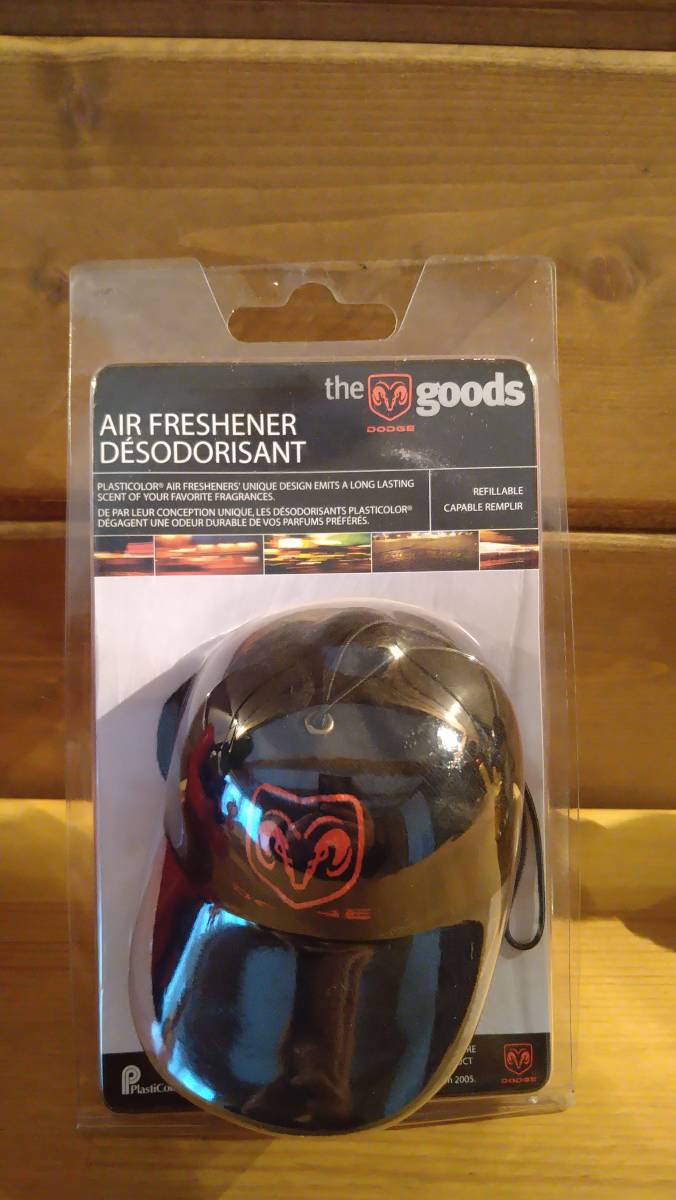 the goods
DODGE
AIR FRESHENER
DÉSODORISANT
PLASTICOLOR® AIR FRESHENERS' UNIQUE DESIGN EMITS A LONG LASTING
SCENT OF YOUR FAVORITE FRAGRANCES.
DE PAR LEUR CONCEPTION UNIQUE, LES DÉSODORISANTS PLASTICOLOR®
DÉGAGENT UNE ODEUR DURABLE DE VOS PARFUMS PRÉFÉRÉS.
REFILLABLE
CAPABLE REMPLIR
2005.
DODGE